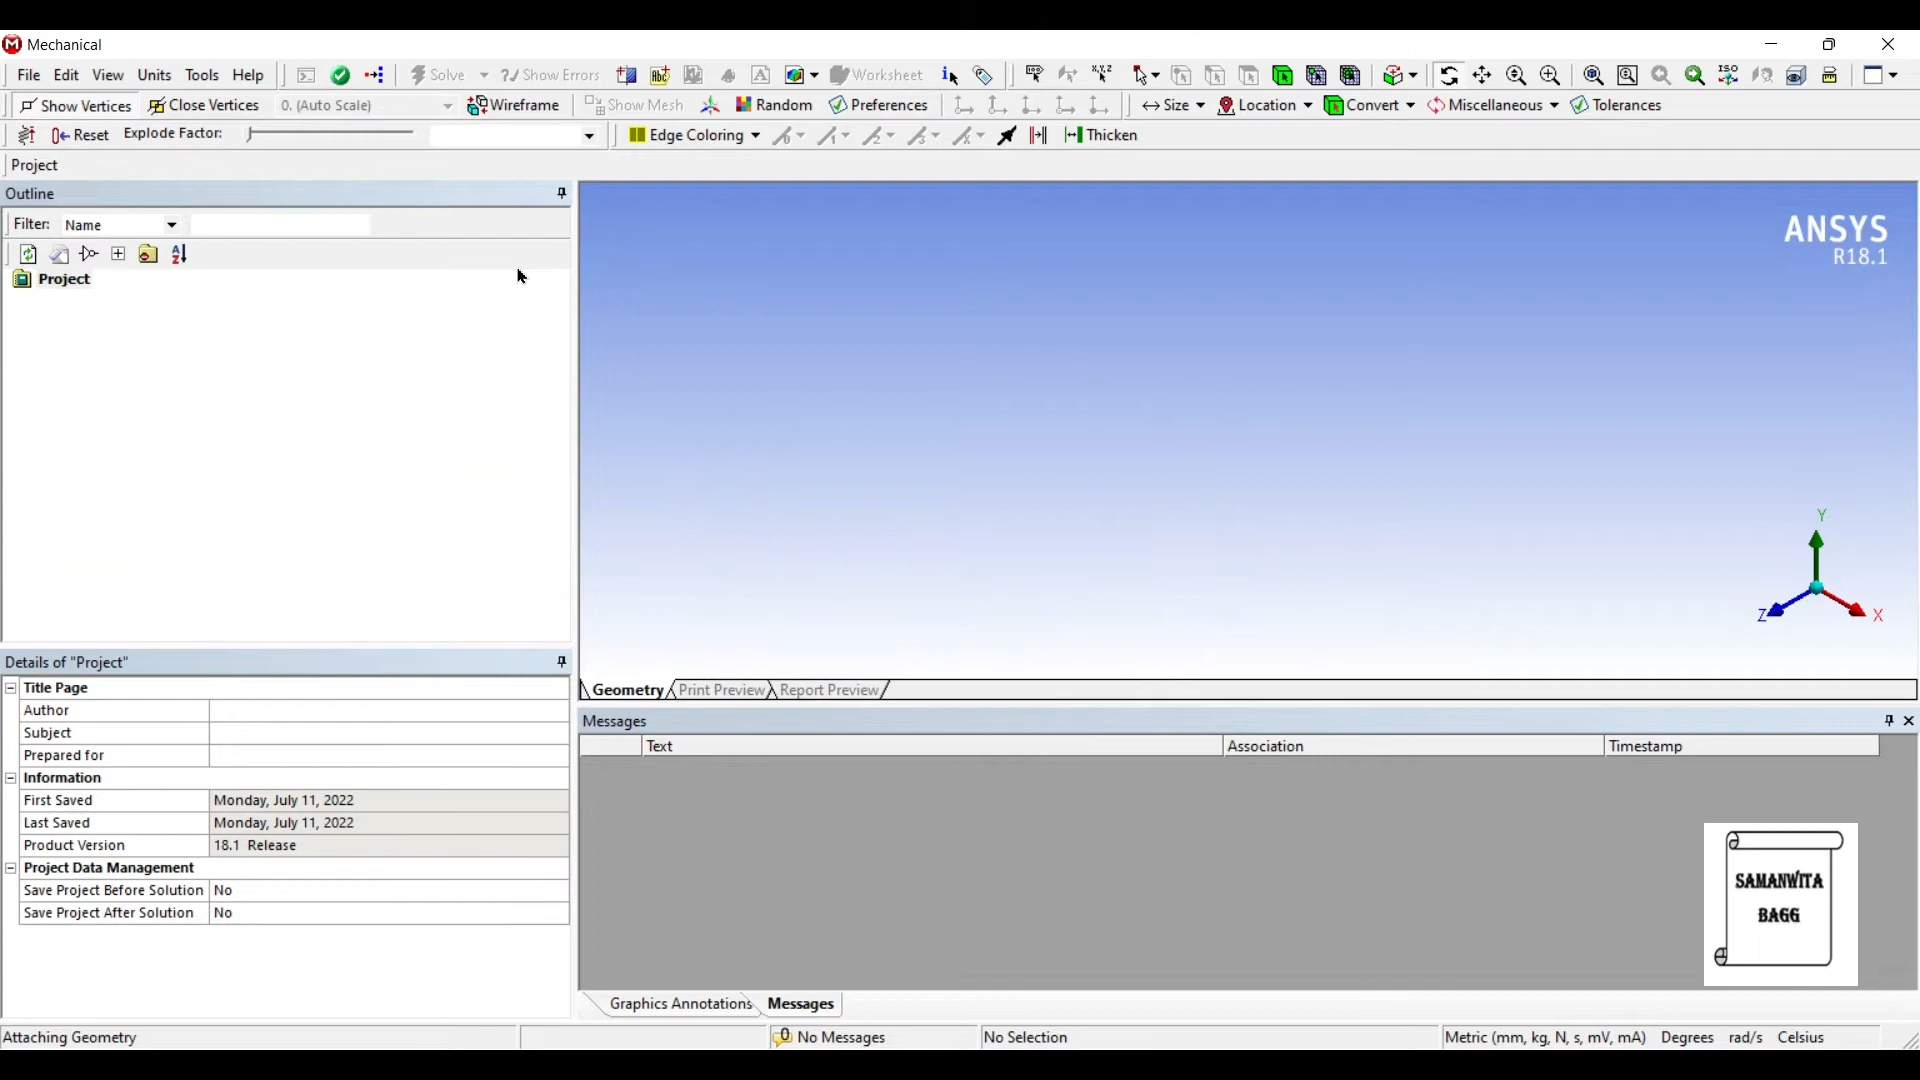 Mechanical
File Edit View Units Tools Help Solve ?/ Show Errors Worksheet
Show Vertices Close Vertices 0. (Auto Scale) Wireframe Show Mesh Random Preferences Size Location Convert Miscellaneous Tolerances
Reset Explode Factor: Edge Coloring Thicken
Project
Outline
Filter: Name
Project
ANSYS
R18.1
Y
Z
X
Details of "Project"
Title Page
Author
Subject
Prepared for
Information
First Saved Monday, July 11, 2022
Last Saved Monday, July 11, 2022
Product Version 18.1 Release
Project Data Management
Save Project Before Solution No
Save Project After Solution No
Geometry Print Preview Report Preview
Messages
Text Association Timestamp
SAMANWITA
BAGG
Graphics Annotations Messages
Attaching Geometry 0 No Messages No Selection Metric (mm, kg, N, s, mV, mA) Degrees rad/s Celsius